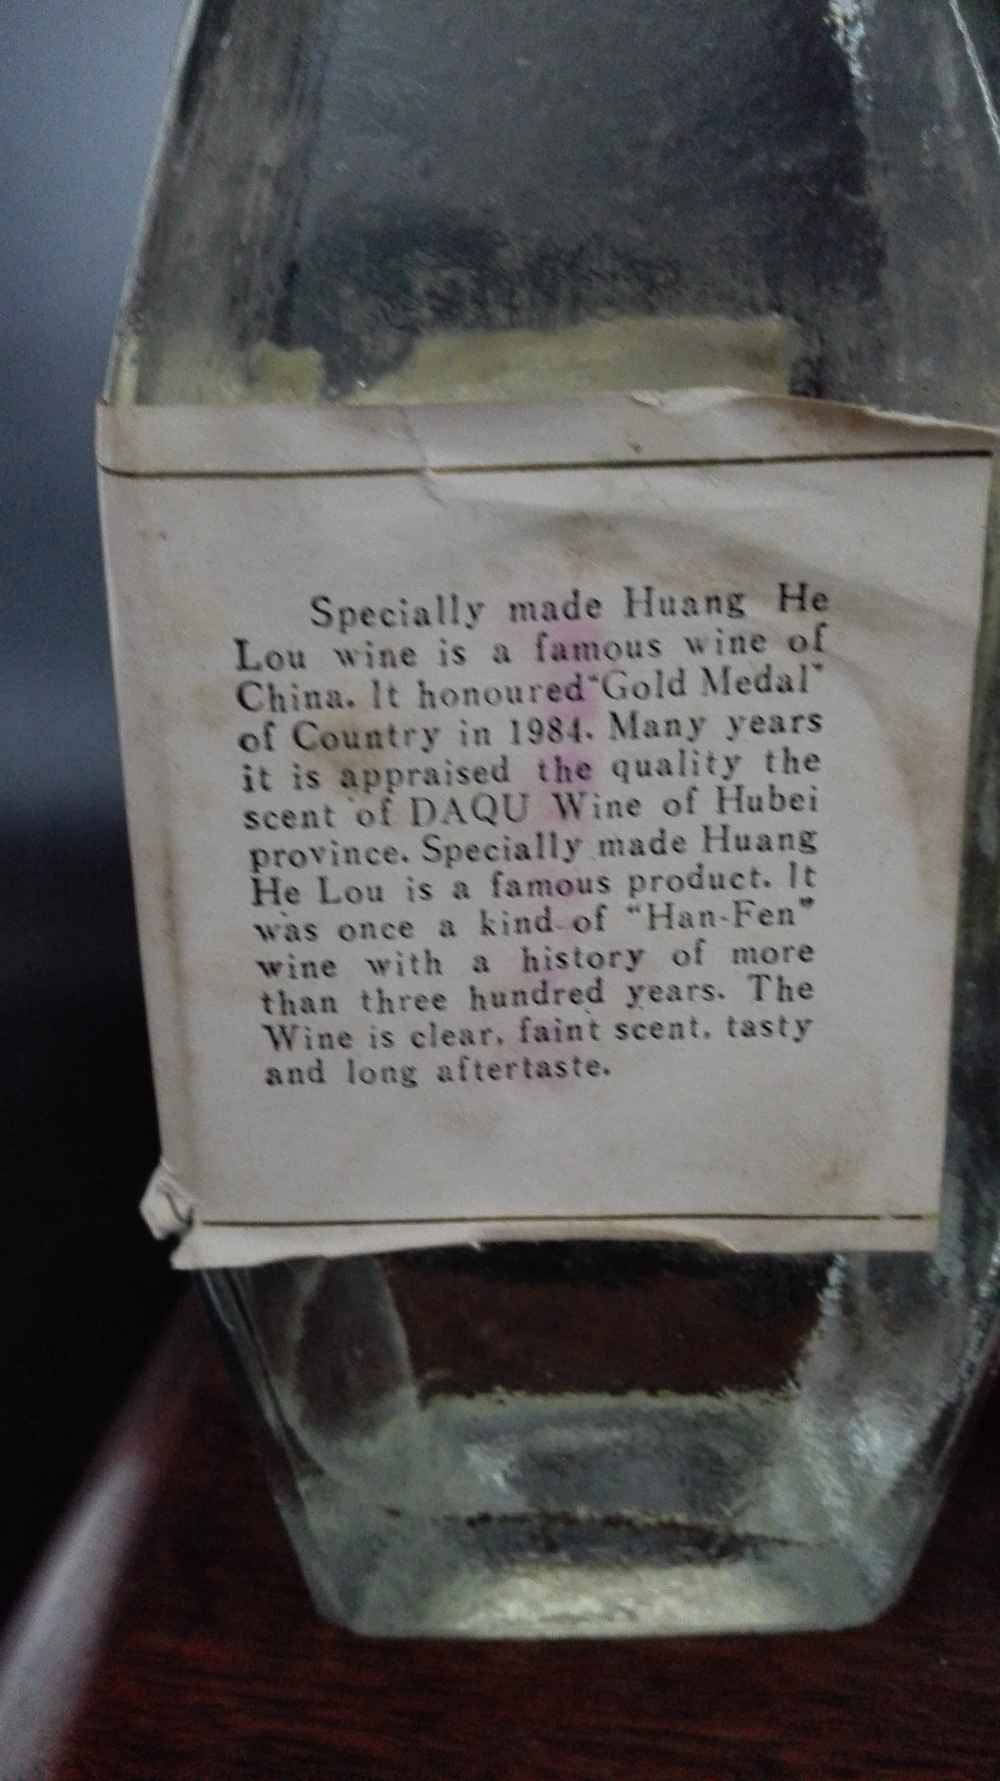 Specially made Huang He
Lou wine is a famous wine of
China. It honoured "Gold Medal"
of Country in 1984. Many years
it is appraised the quality the
scent of DAQU Wine of Hubei
province. Specially made Huang
He Lou is a famous product. It
was once a kind of "Han-Fen"
wine with a history of more
than three hundred years. The
Wine is clear, faint scent, tasty
and long aftertaste.